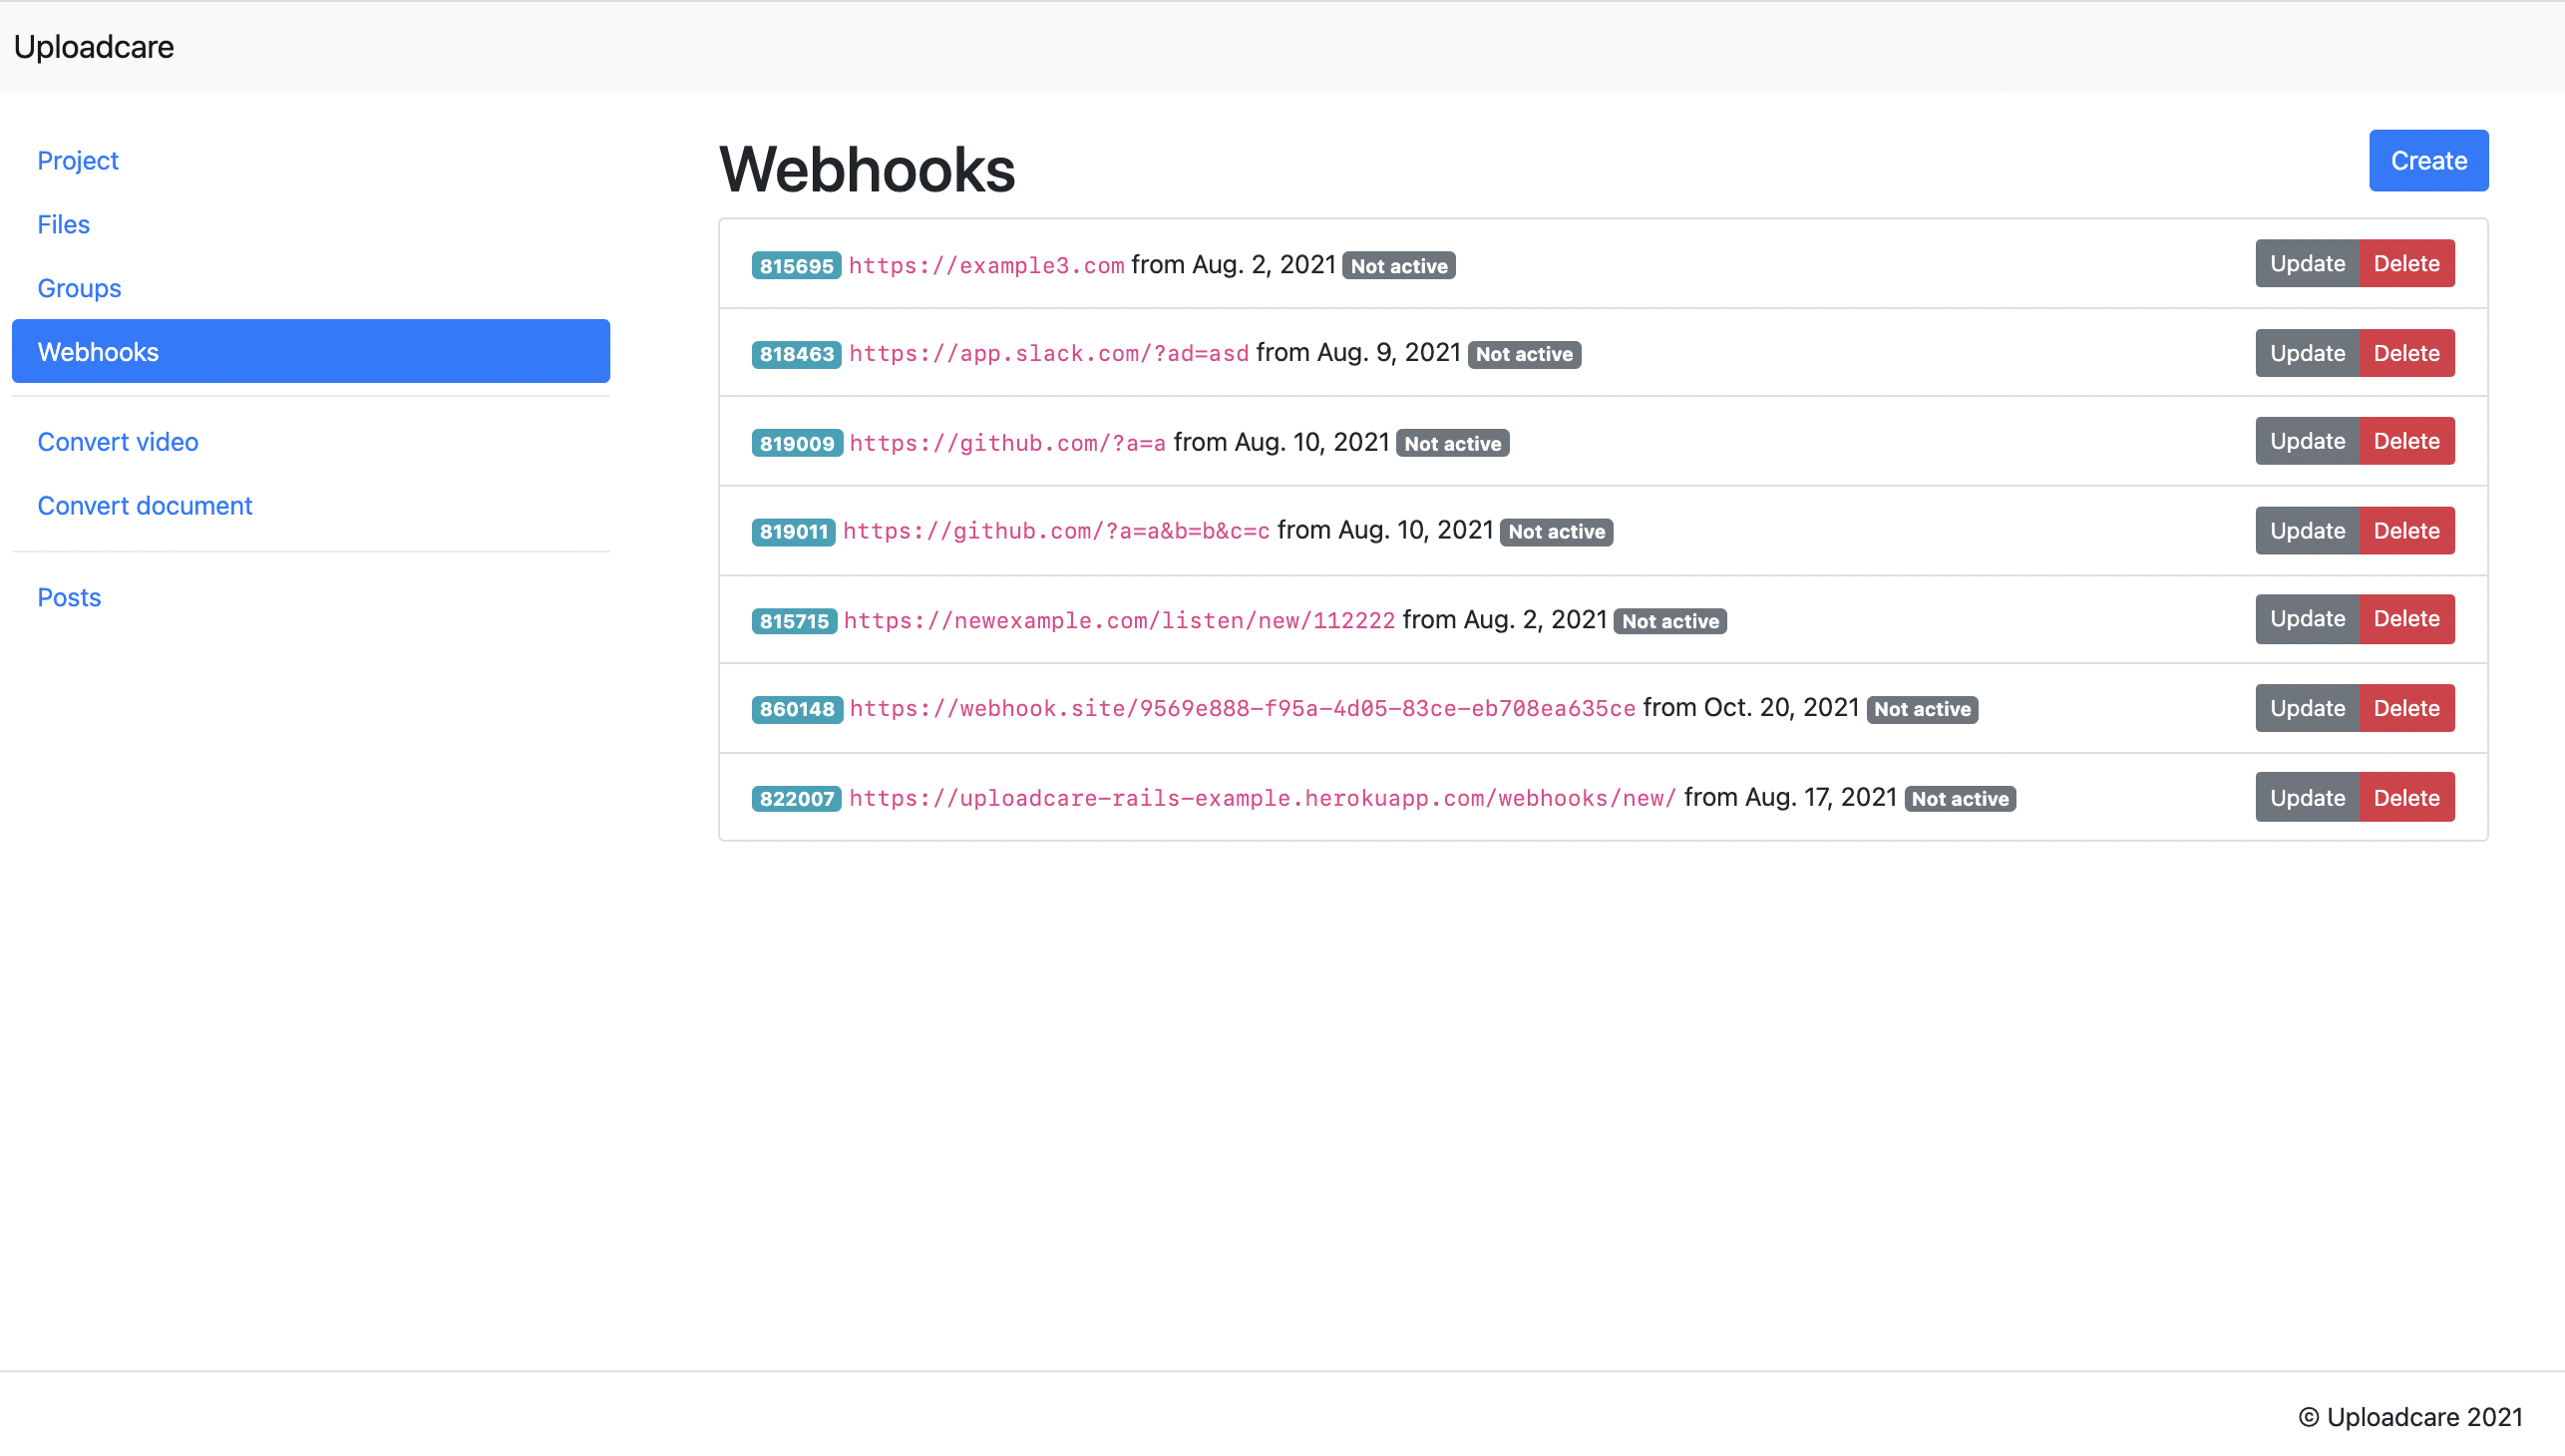 Uploadcare
Project
Files
Groups
Webhooks
Convert video
Convert document
Posts
Webhooks Create
815695 https://example3.com from Aug. 2, 2021 Not active Update Delete
818463 https://app.slack.com/?ad=asd from Aug. 9, 2021 Not active Update Delete
819009 https://github.com/?a=a from Aug. 10, 2021 Not active Update Delete
819011 https://github.com/?a=a&b=b&c=c from Aug. 10, 2021 Not active Update Delete
815715 https://newexample.com/listen/new/112222 from Aug. 2, 2021 Not active Update Delete
860148 https://webhook.site/9569e888-f95a-4d05-83ce-eb708ea635ce from Oct. 20, 2021 Not active Update Delete
822007 https://uploadcare-rails-example.herokuapp.com/webhooks/new/ from Aug. 17, 2021 Not active Update Delete
© Uploadcare 2021